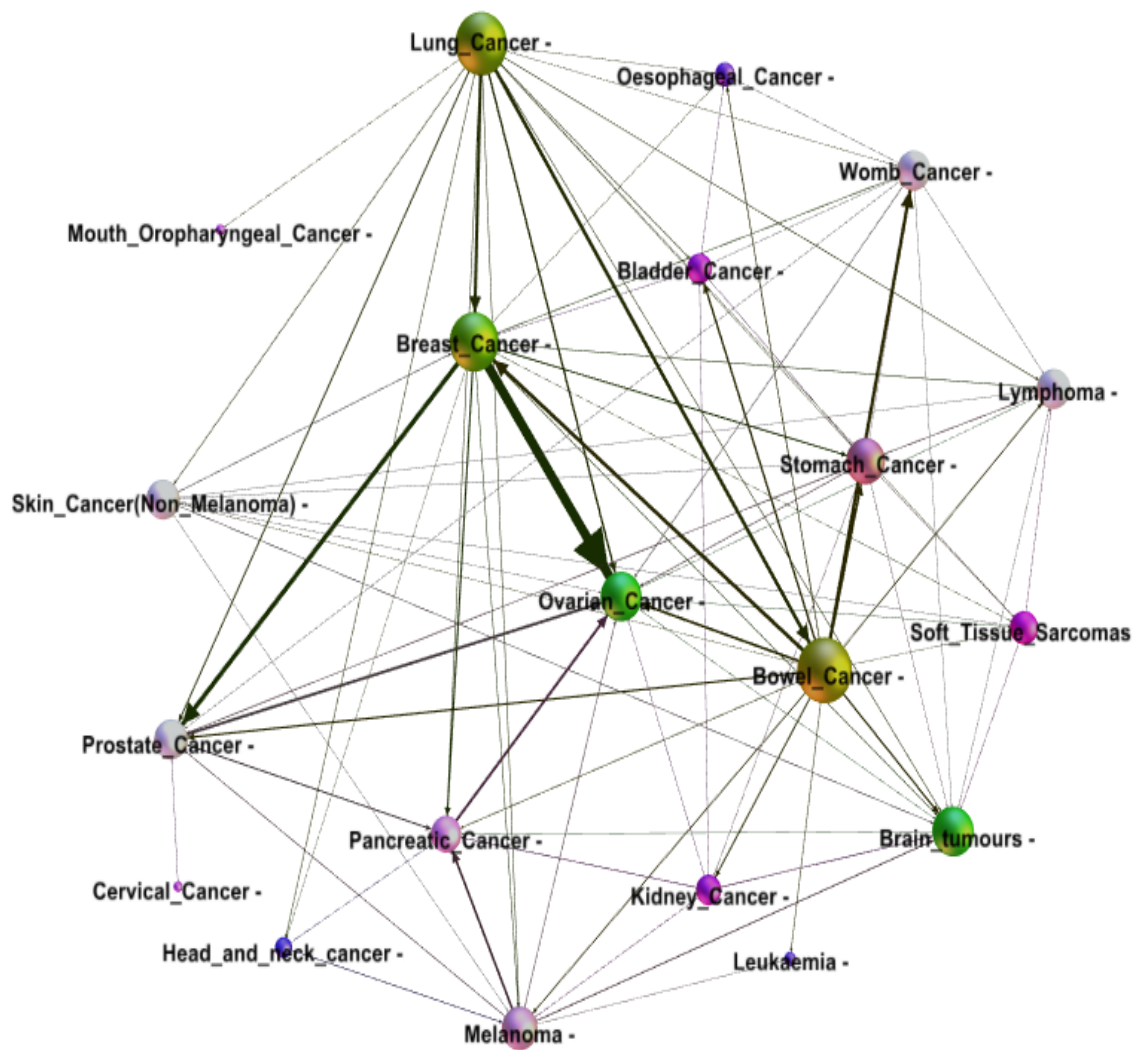 Lung_Cancer -
Oesophageal_Cancer -
Womb_Cancer -
Mouth_Oropharyngeal_Cancer -
Bladder_Cancer -
Breast_Cancer -
Lymphoma -
Stomach_Cancer -
Skin_Cancer(Non_Melanoma) -
Ovarian_Cancer -
Soft_Tissue_Sarcomas
Bowel_Cancer -
Prostate_Cancer -
Pancreatic_Cancer -
Brain_tumours -
Cervical_Cancer -
Kidney_Cancer -
Head_and_neck_cancer -
Leukaemia -
Melanoma -